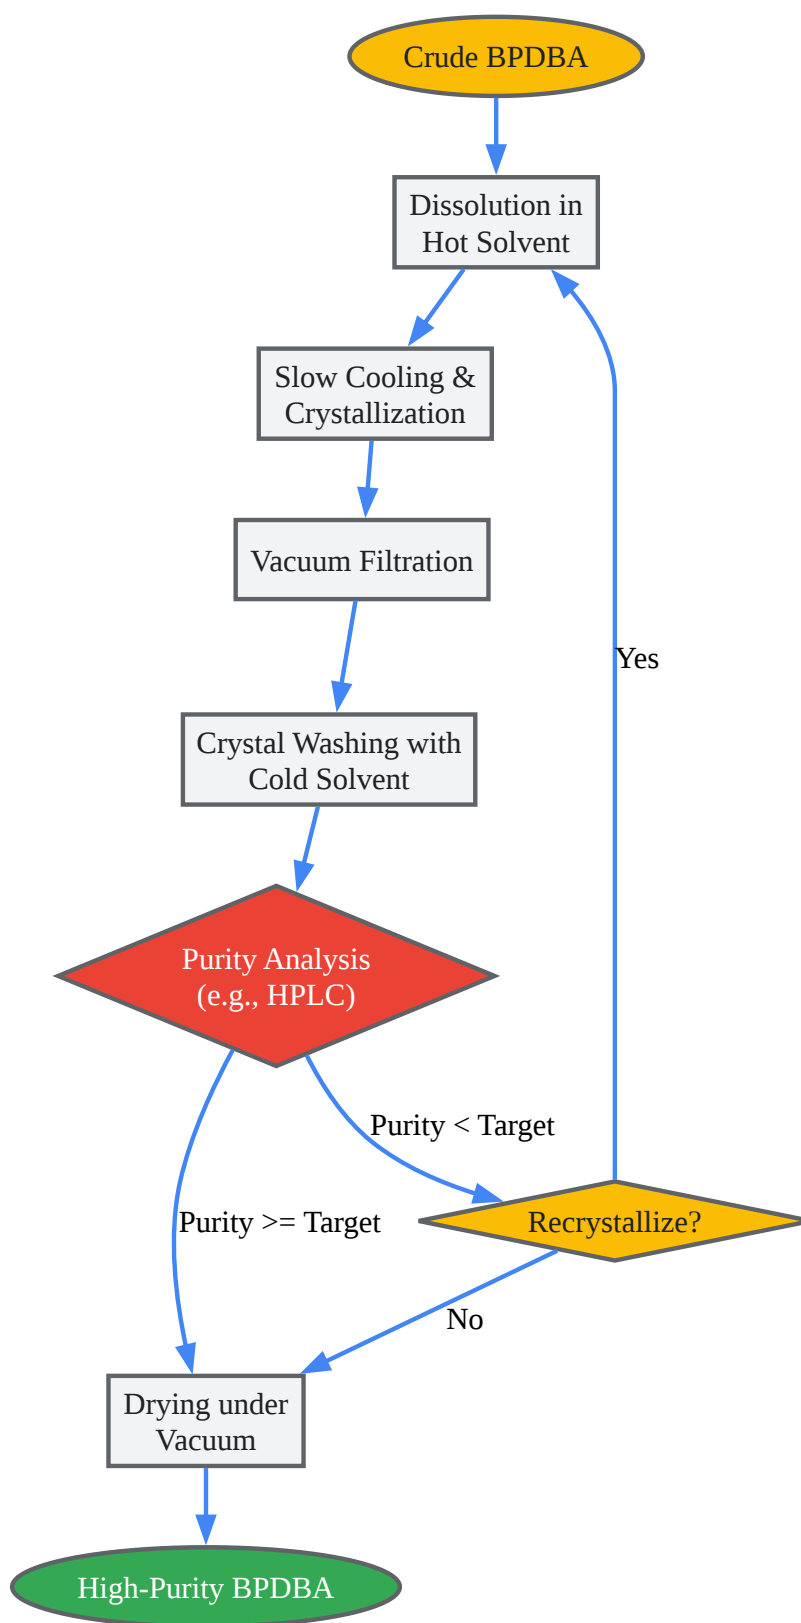 Crude BPDBA
Dissolution in
Hot Solvent
Slow Cooling &
Crystallization
Vacuum Filtration
Yes
Crystal Washing with
Cold Solvent
Purity Analysis
(e.g., HPLC)
Purity < Target
Purity >= Target
Recrystallize?
No
Drying under
Vacuum
High-Purity BPDBA